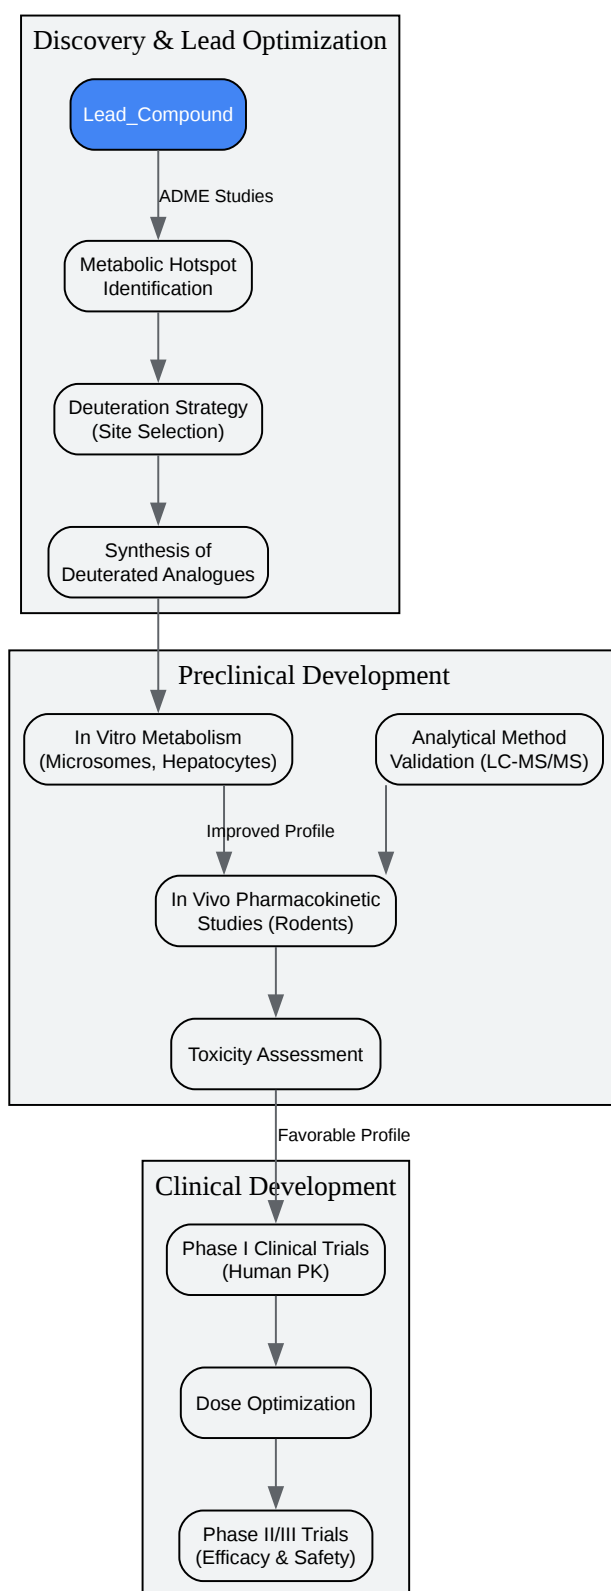 Discovery & Lead Optimization
Lead_Compound
ADME Studies
Metabolic Hotspot
Identification
Deuteration Strategy
(Site Selection)
Synthesis of
Deuterated Analogues
Preclinical Development
In Vitro Metabolism
(Microsomes, Hepatocytes)
Analytical Method
Validation (LC-MS/MS)
Improved Profile
In Vivo Pharmacokinetic
Studies (Rodents)
Toxicity Assessment
Favorable Profile
Clinical Development
Phase I Clinical Trials
(Human PK)
Dose Optimization
Phase II/III Trials
(Efficacy & Safety)